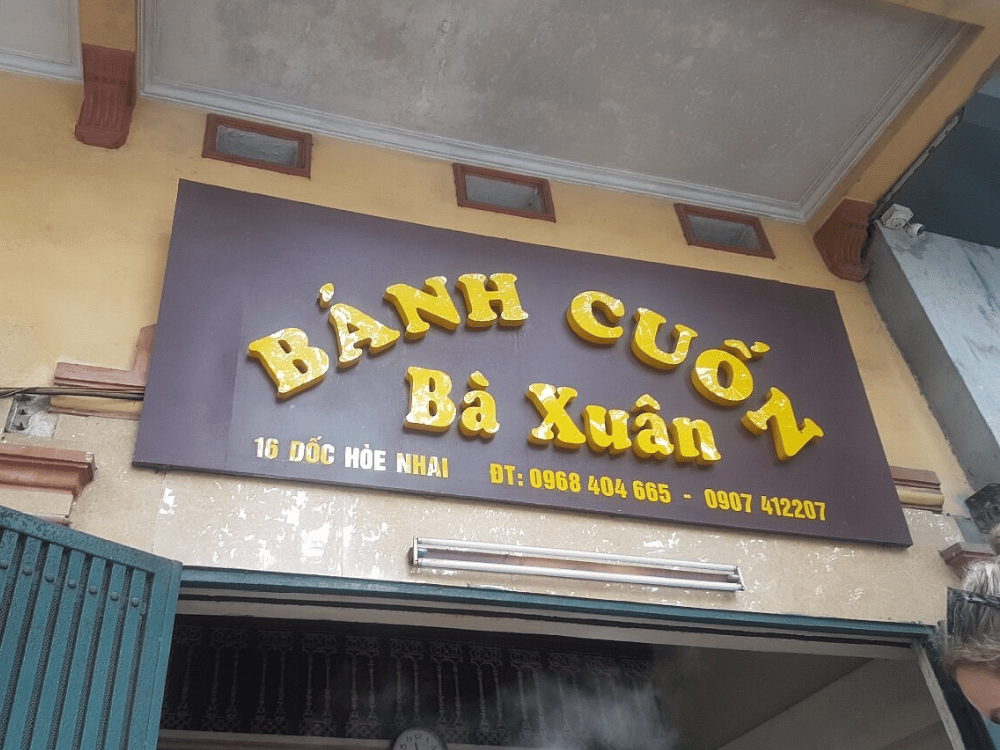 BÁNH CUỐN
Bà Xuân
16 DỐC HÒE NHAI ĐT: 0968 404 665 - 0907 412207